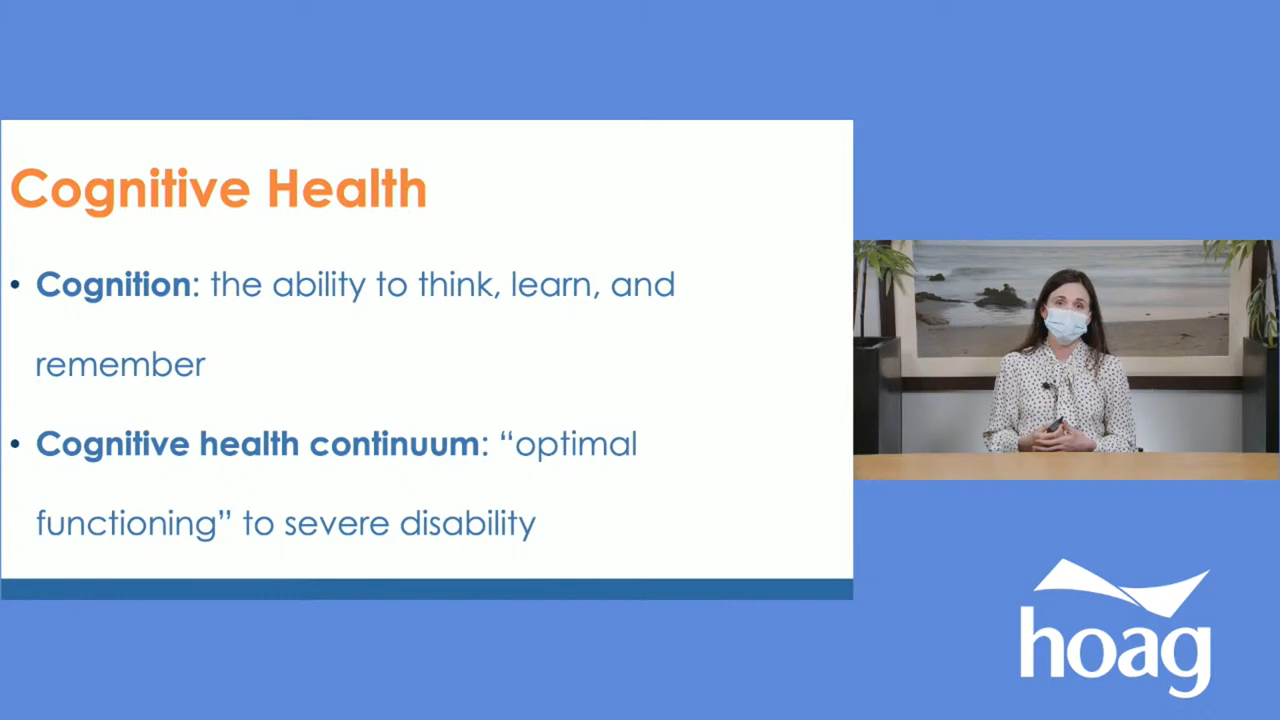 Cognitive Health
• Cognition: the ability to think, learn, and
remember
• Cognitive health continuum: “optimal
functioning” to severe disability
hoag